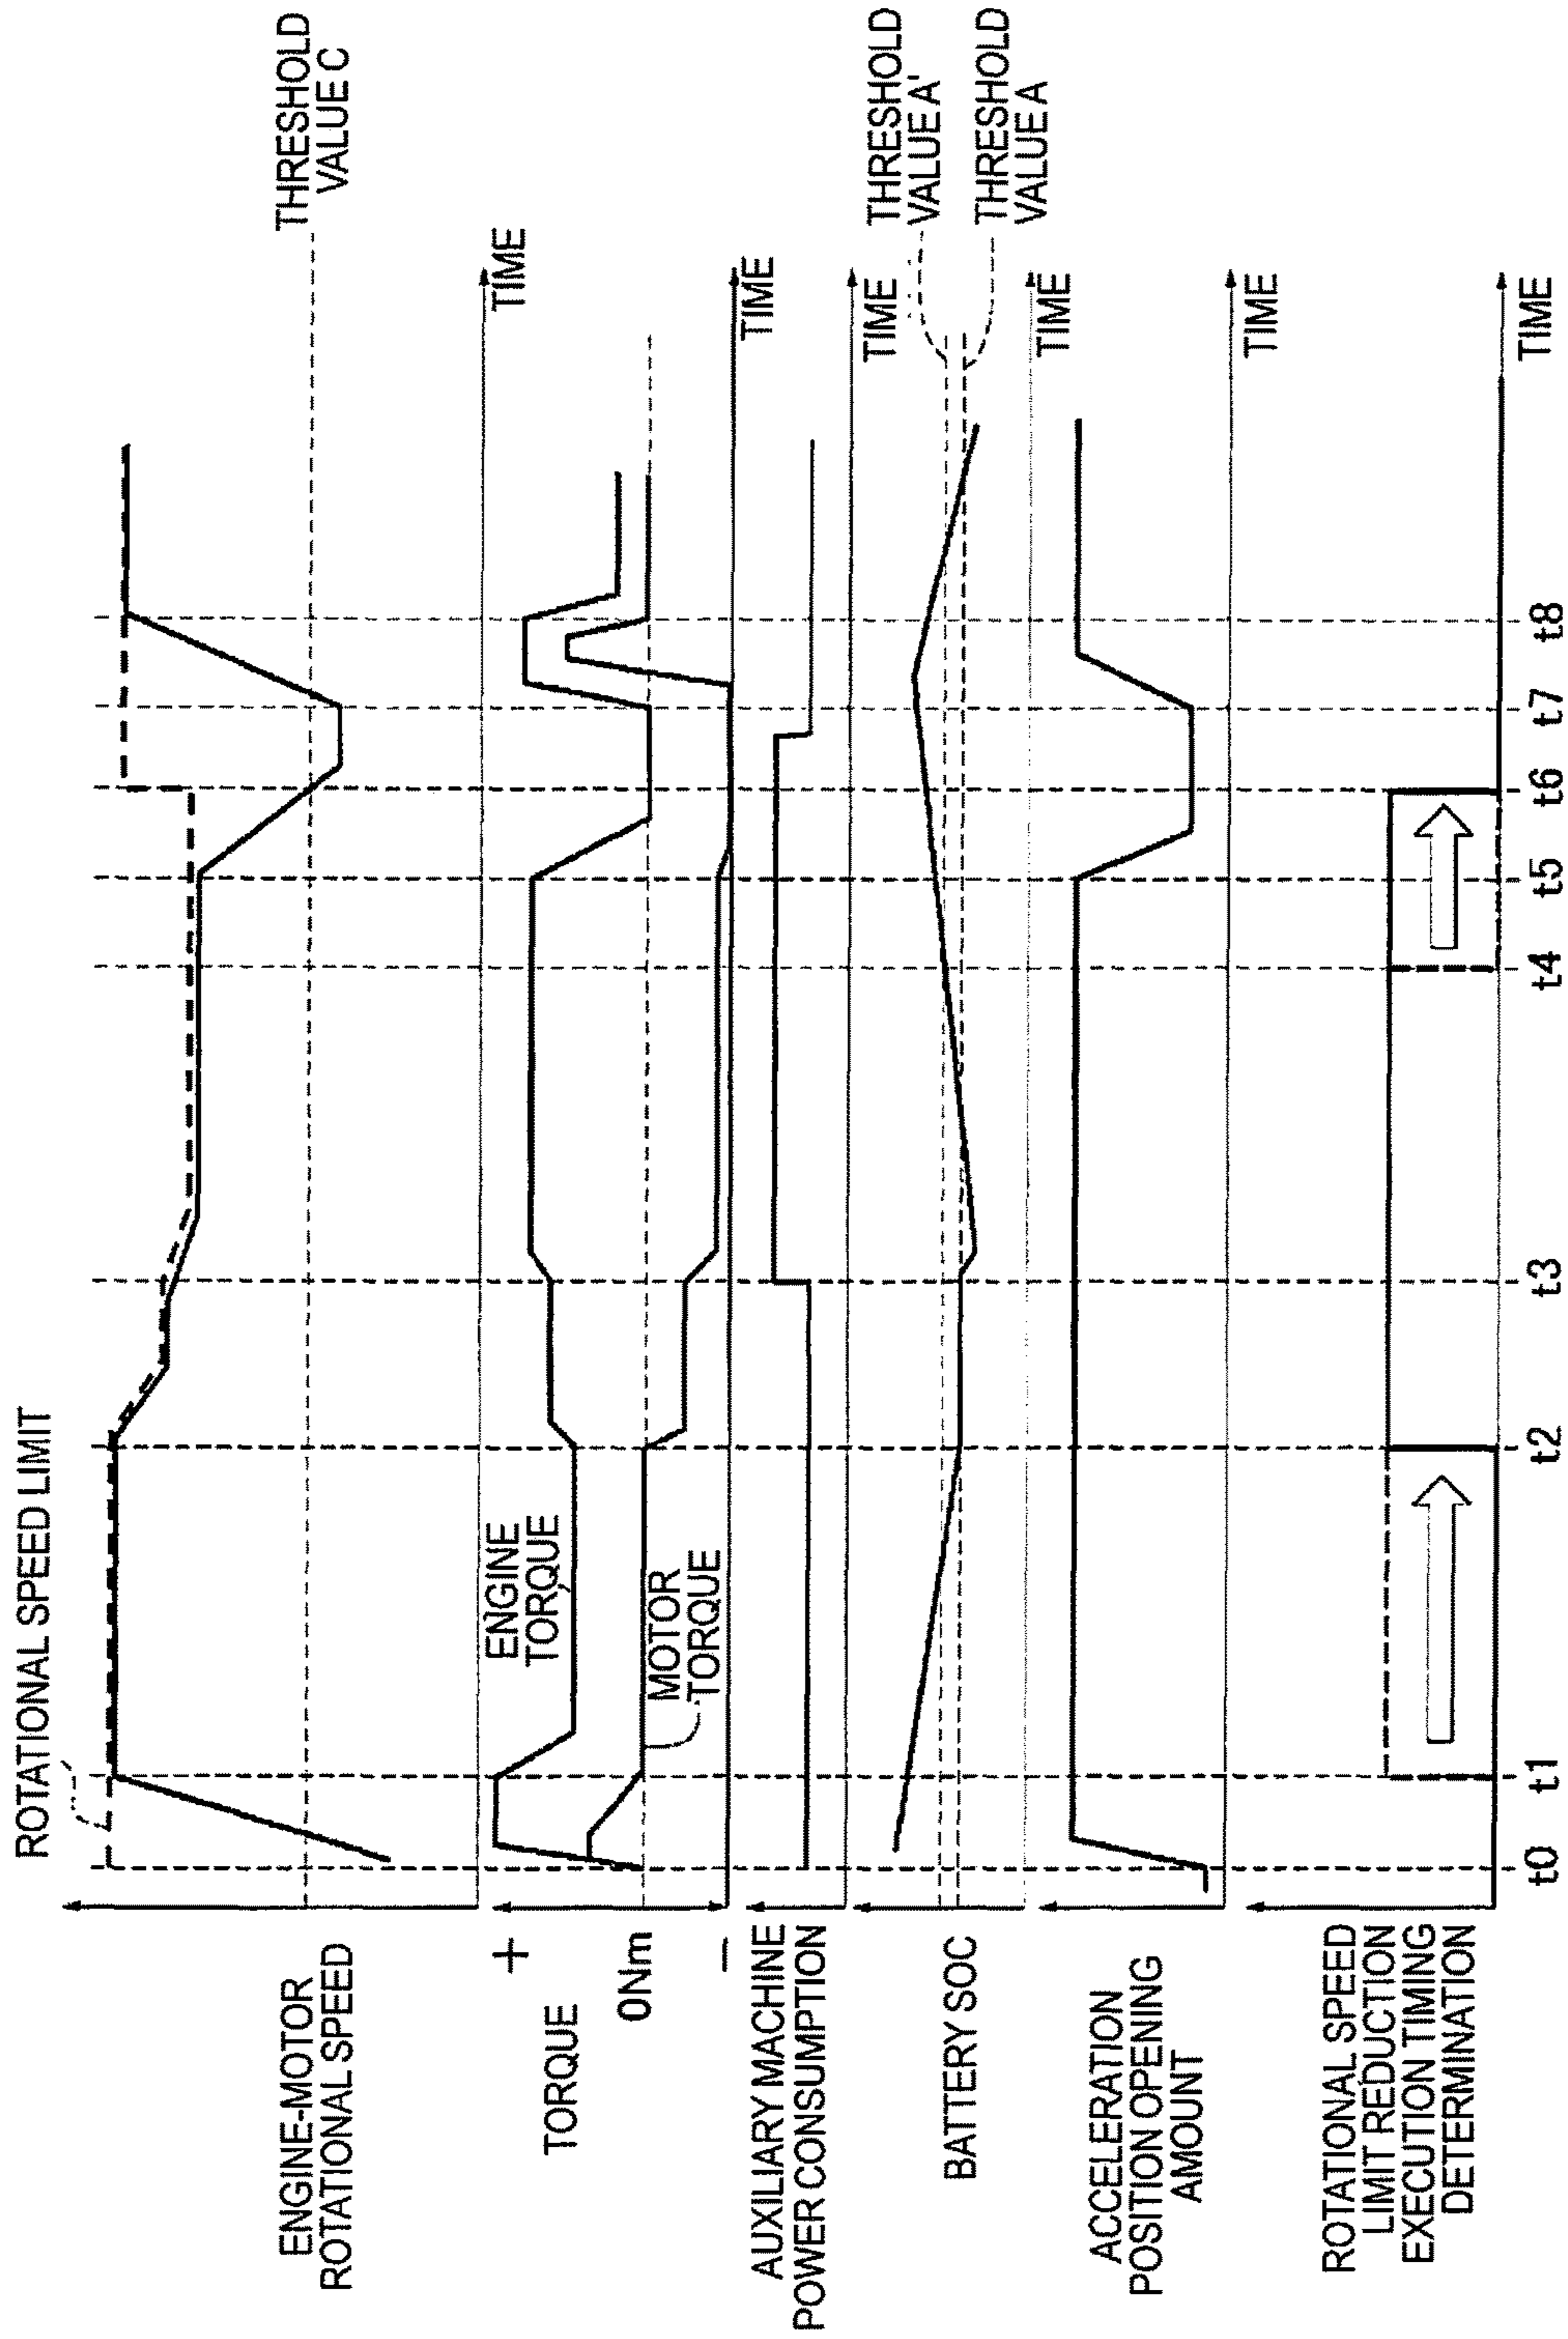 ROTATIONAL SPEED LIMIT
THRESHOLD
VALUE C
ENGINE-MOTOR
ROTATIONAL SPEED
TIME
+
TORQUE
0Nm
−
ENGINE
TORQUE
MOTOR
TORQUE
TIME
AUXILIARY MACHINE
POWER CONSUMPTION
TIME
THRESHOLD
VALUE A'
THRESHOLD
VALUE A
BATTERY SOC
TIME
ACCELERATION
POSITION OPENING
AMOUNT
TIME
ROTATIONAL SPEED
LIMIT REDUCTION
EXECUTION TIMING
DETERMINATION
TIME
t0 t1 t2 t3 t4 t5 t6 t7 t8